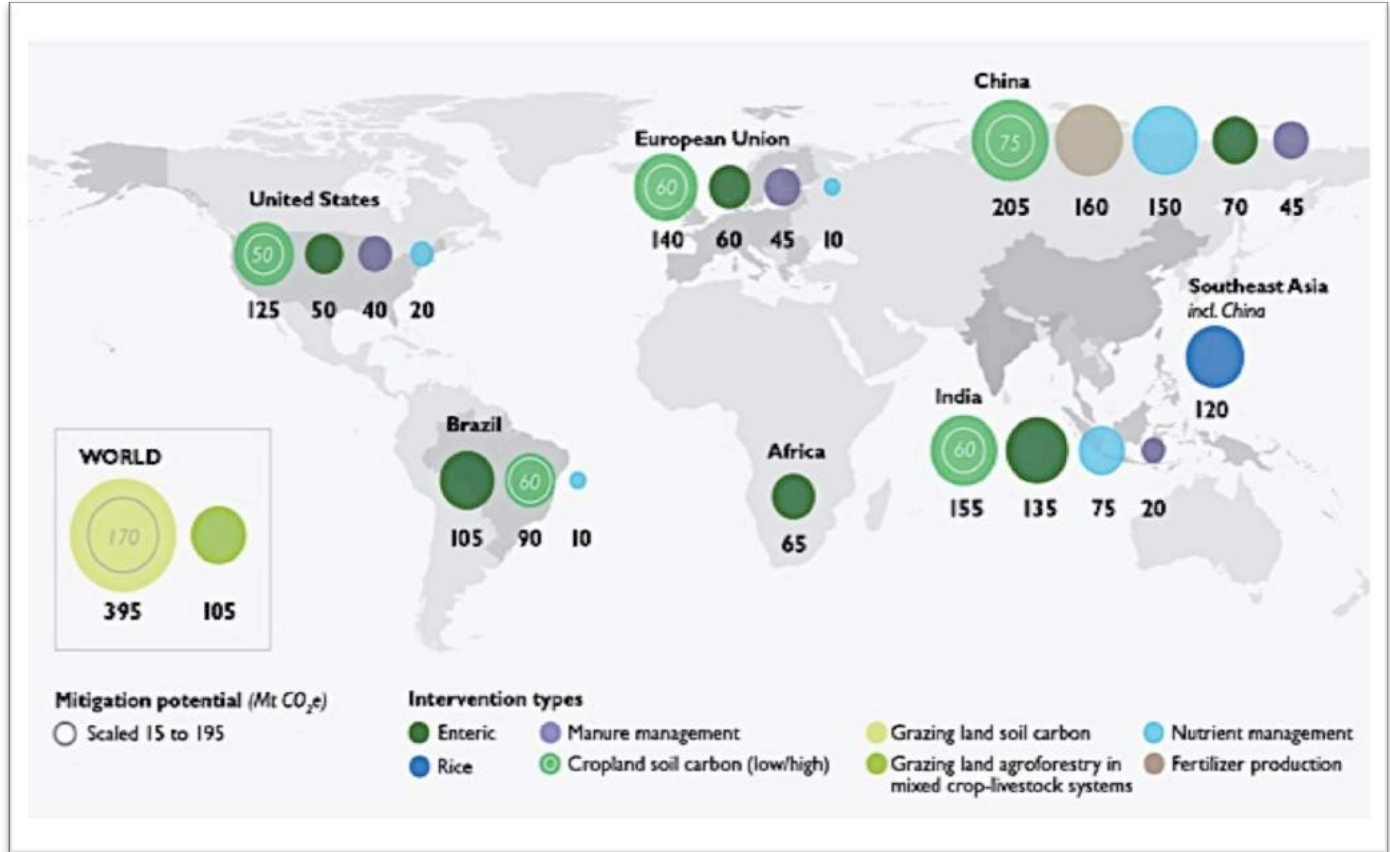 China
75
205 160 150 70 45
European Union
60
140 60 45 10
United States
50
125 50 40 20
Southeast Asia
incl. China
120
India
60
155 135 75 20
Brazil
60
105 90 10
Africa
65
WORLD
170
395 105
Mitigation potential (Mt CO₂e)
Scaled 15 to 195
Intervention types
Enteric
Manure management
Grazing land soil carbon
Nutrient management
Rice
Cropland soil carbon (low/high)
Grazing land agroforestry in
mixed crop-livestock systems
Fertilizer production